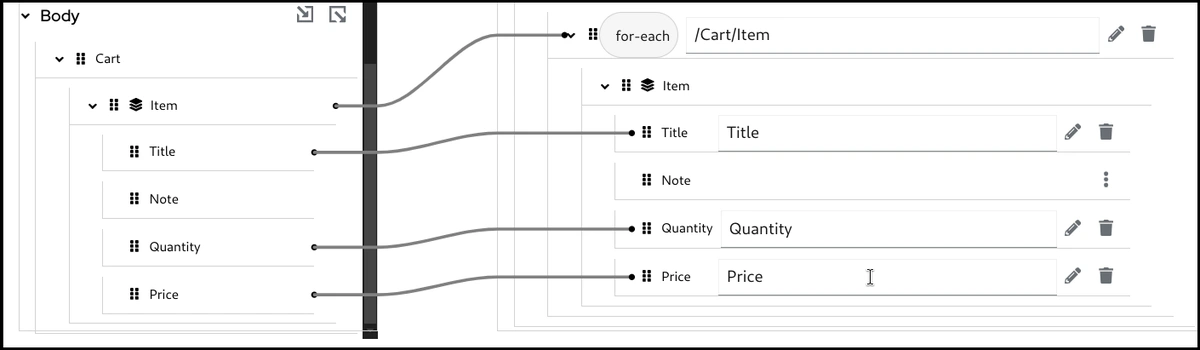 Body
Cart
Item
Title
Note
Quantity
Price
for-each /Cart/Item
Item
Title Title
Note
Quantity Quantity
Price Price